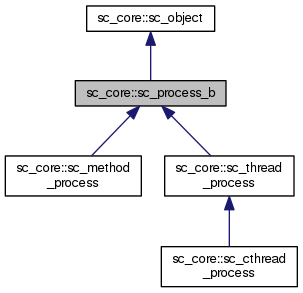 sc_core::sc_object
sc_core::sc_process_b
sc_core::sc_method
_process
sc_core::sc_thread
_process
sc_core::sc_cthread
_process